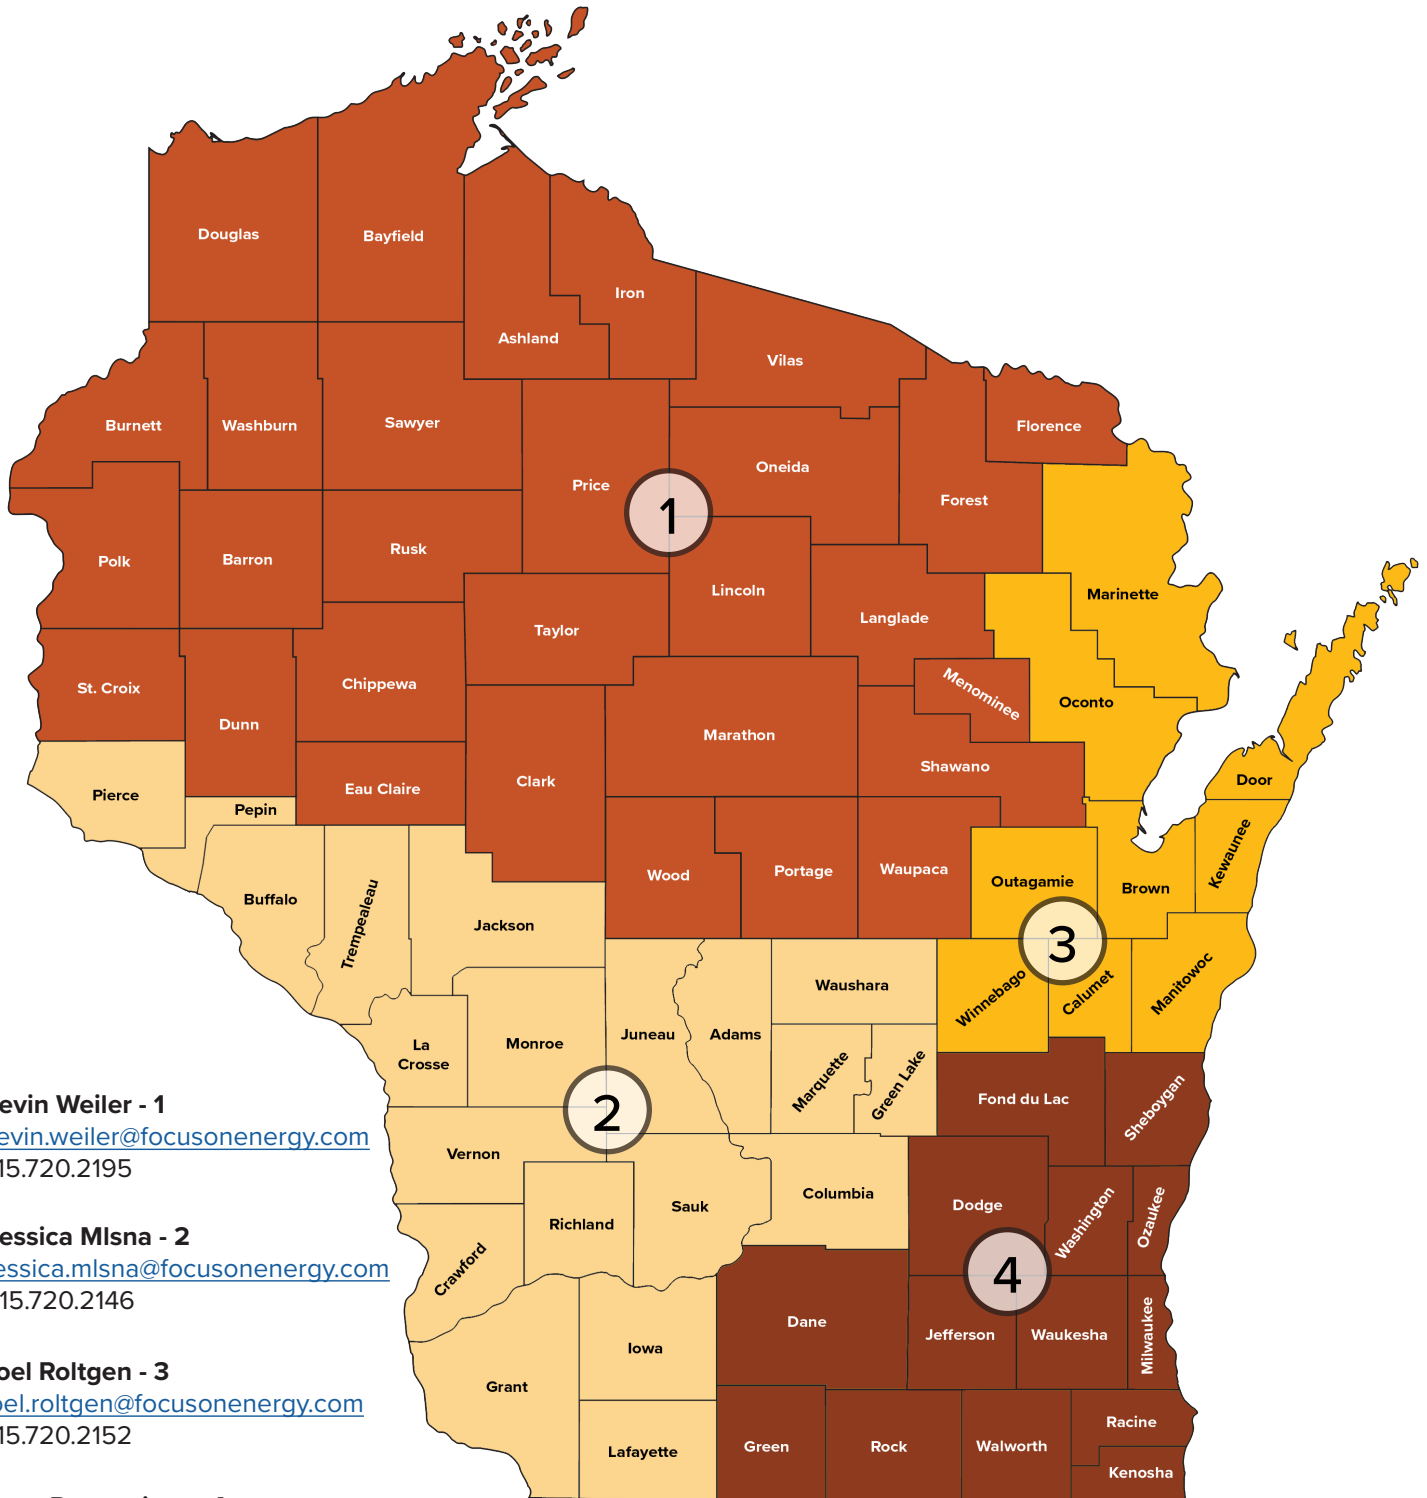 Douglas
Bayfield
Iron
Ashland
Vilas
Burnett
Washburn
Sawyer
Florence
Price
Oneida
Forest
1
Polk
Barron
Rusk
Lincoln
Marinette
Langlade
Taylor
St. Croix
Chippewa
Menominee
Oconto
Dunn
Marathon
Shawano
Clark
Door
Eau Claire
Pierce
Pepin
Kewaunee
Wood
Portage
Waupaca
Outagamie
Brown
Buffalo
Trempeleau
Jackson
3
Waushara
Winnebago
Calumet
Manitowoc
Juneau
Adams
Monroe
La
Crosse
Marquette
Green Lake
Fond du Lac
Sheboygan
2
Vernon
Columbia
Sauk
Dodge
Washington
Ozaukee
Richland
Crawford
4
Dane
Jefferson
Waukesha
Milwaukee
Iowa
Grant
Racine
Green
Rock
Walworth
Lafayette
Kenosha
evin Weiler - 1
evin.weiler@focusonenergy.com
15.720.2195
essica Mlsna - 2
essica.mlsna@focusonenergy.com
15.720.2146
oel Roltgen - 3
oel.roltgen@focusonenergy.com
15.720.2152